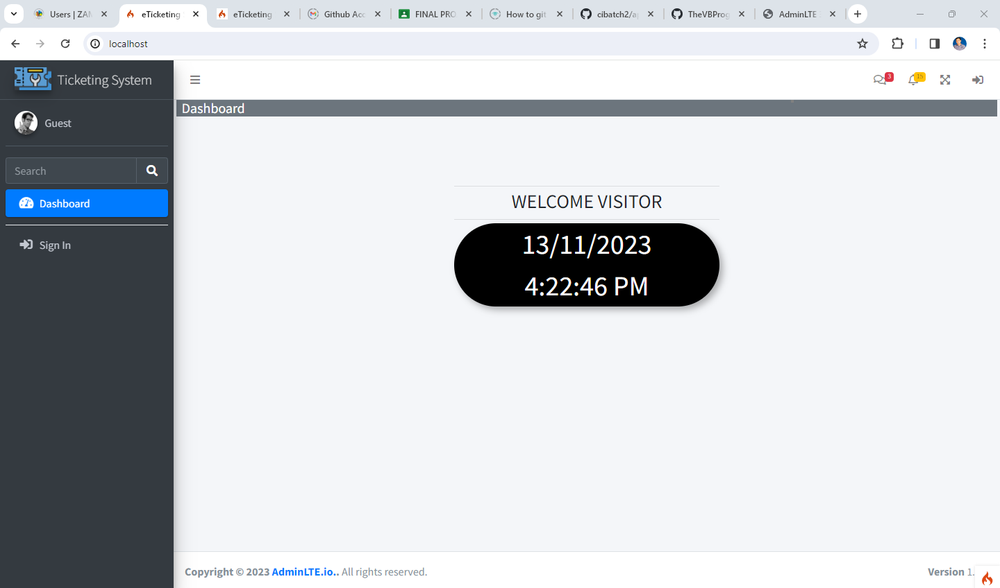 Users | ZAM
eTicketing
eTicketing
Github Acc
FINAL PRO
How to git
cibatch2/ap
TheVBProg
AdminLTE
localhost
Ticketing System
3
15
Dashboard
Guest
Search
Dashboard
Sign In
WELCOME VISITOR
13/11/2023
4:22:46 PM
Copyright © 2023 AdminLTE.io.. All rights reserved.
Version 1.